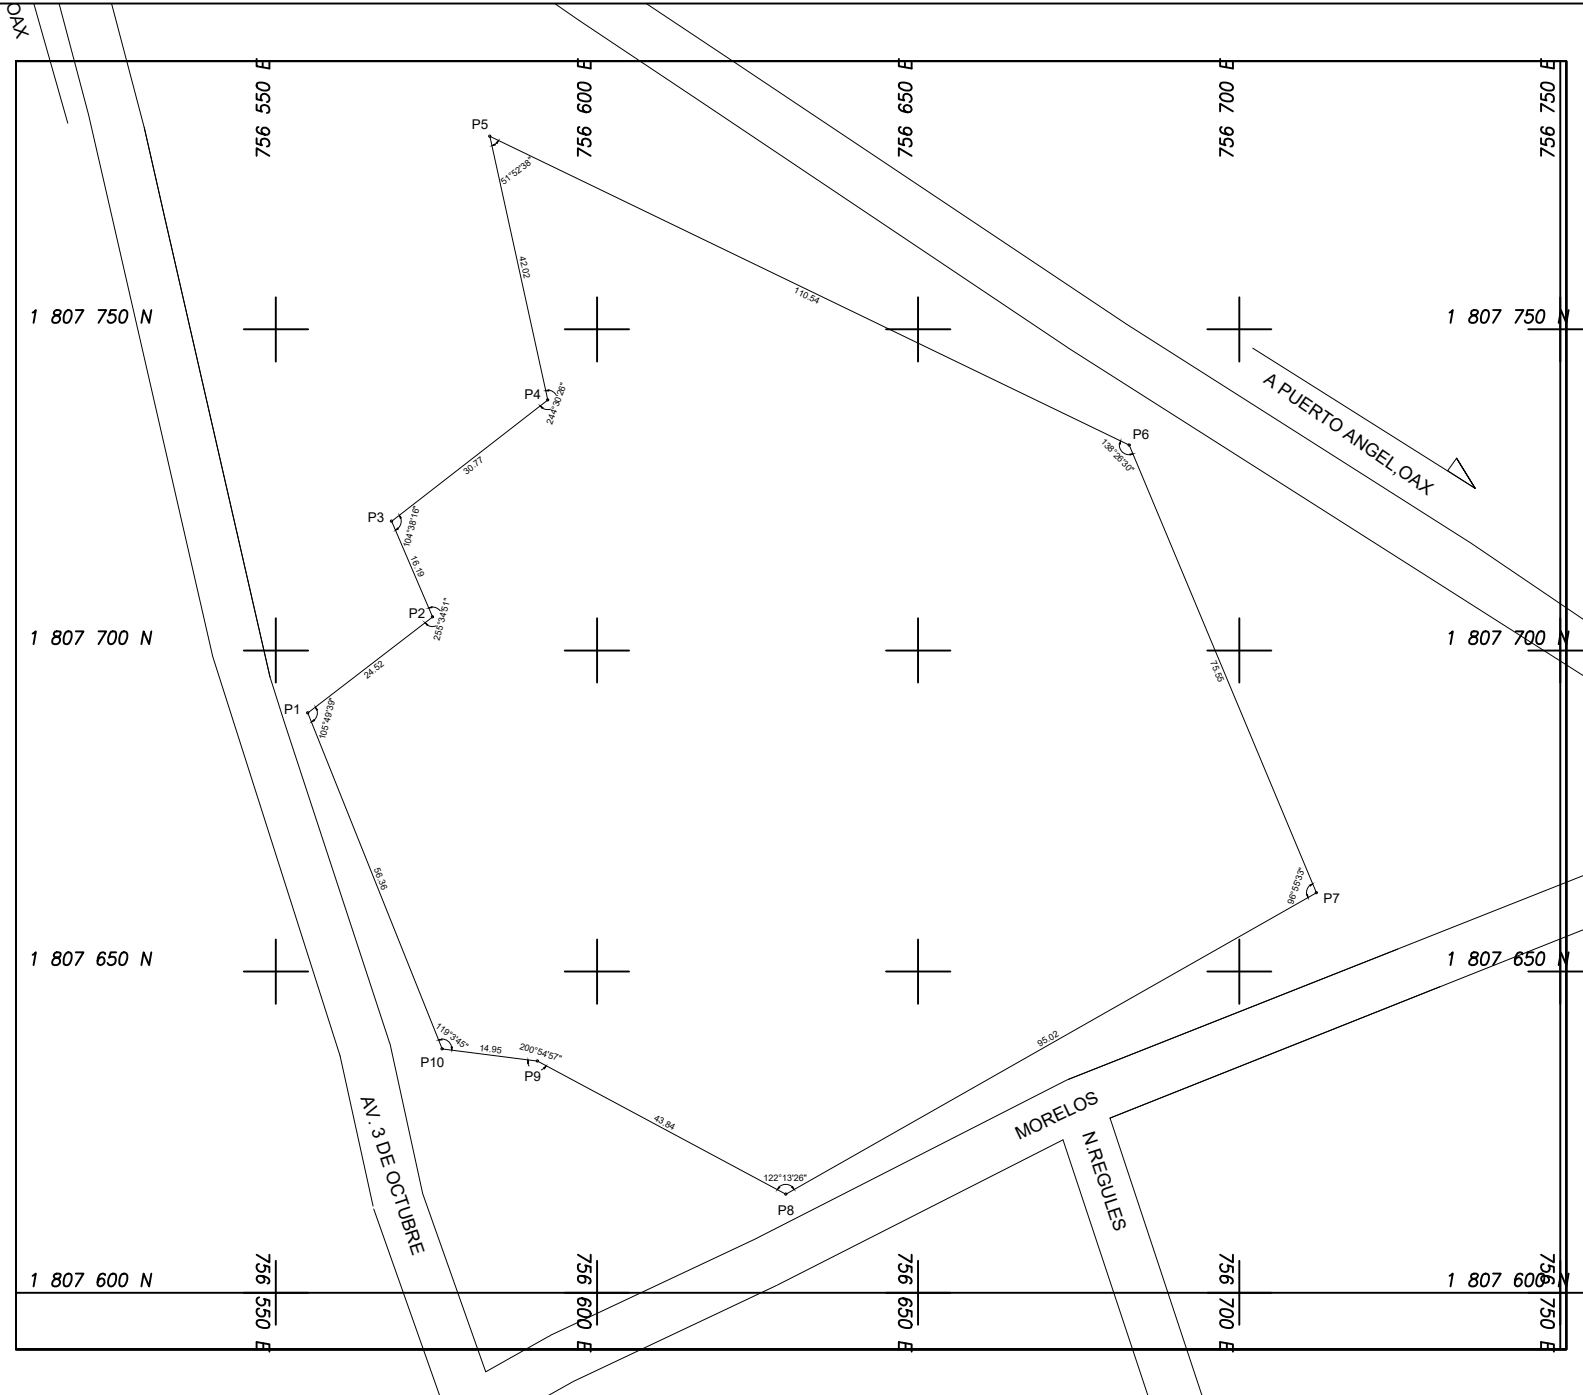 OAX
756 550 E
756 600 E
756 650 E
756 700 E
756 750 E
P5
51°52'38"
42.02
110.54
1 807 750 N
1 807 750 N
A PUERTO ANGEL,OAX
P4
244°30'26"
30.77
P6
138°26'30"
P3
104°38'16"
16.19
P2
255°34'51"
1 807 700 N
1 807 700 N
24.52
75.55
P1
105°49'39"
56.36
96°55'33"
P7
1 807 650 N
1 807 650 N
119°3'45"
14.95
200°54'57"
P10
P9
95.02
43.84
MORELOS
AV. 3 DE OCTUBRE
N.REGULES
122°13'26"
P8
1 807 600 N
1 807 600 N
756 550 E
756 600 E
756 650 E
756 700 E
756 750 E